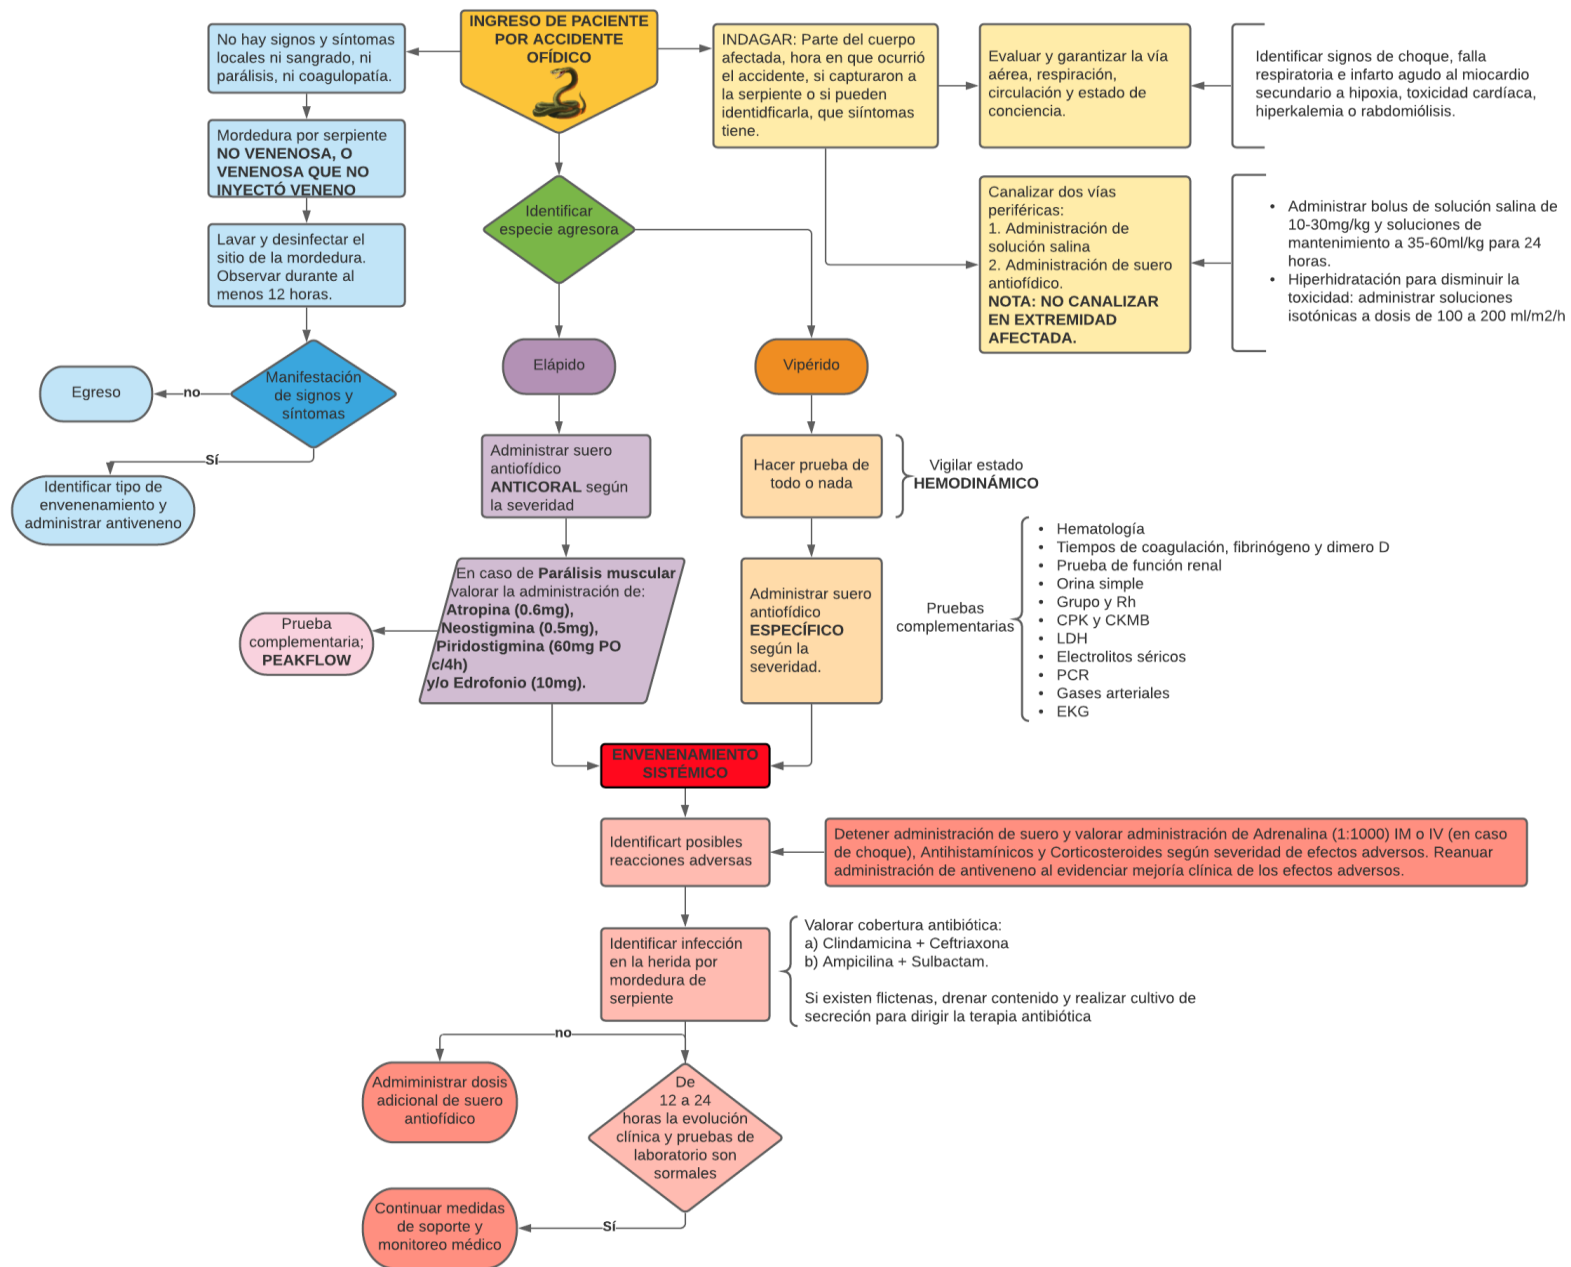 INGRESO DE PACIENTE
POR ACCIDENTE
OFÍDICO
No hay signos y síntomas
locales ni sangrado, ni
parálisis, ni coagulopatía.
Mordedura por serpiente
NO VENENOSA, O
VENENOSA QUE NO
INYECTÓ VENENO
Lavar y desinfectar el
sitio de la mordedura.
Observar durante al
menos 12 horas.
Manifestación
de signos y
síntomas
no
Egreso
Sí
Identificar tipo de
envenenamiento y
administrar antiveneno
INDAGAR: Parte del cuerpo
afectada, hora en que ocurrió
el accidente, si capturaron a
la serpiente o si pueden
identidficarla, que siíntomas
tiene.
Evaluar y garantizar la vía
aérea, respiración,
circulación y estado de
conciencia.
Identificar signos de choque, falla
respiratoria e infarto agudo al miocardio
secundario a hipoxia, toxicidad cardíaca,
hiperkalemia o rabdomiólisis.
Canalizar dos vías
periféricas:
1. Administración de
solución salina
2. Administración de suero
antiofídico.
NOTA: NO CANALIZAR
EN EXTREMIDAD
AFECTADA.
• Administrar bolus de solución salina de
10-30mg/kg y soluciones de
mantenimiento a 35-60ml/kg para 24
horas.
• Hiperhidratación para disminuir la
toxicidad: administrar soluciones
isotónicas a dosis de 100 a 200 ml/m2/h
Identificar
especie agresora
Elápido
Vipérido
Administrar suero
antiofídico
ANTICORAL según
la severidad
Hacer prueba de
todo o nada
Vigilar estado
HEMODINÁMICO
En caso de Parálisis muscular
valorar la administración de:
Atropina (0.6mg),
Neostigmina (0.5mg),
Piridostigmina (60mg PO
c/4h)
y/o Edrofonio (10mg).
Prueba
complementaria;
PEAKFLOW
Administrar suero
antiofídico
ESPECÍFICO
según la
severidad.
Pruebas
complementarias
• Hematología
• Tiempos de coagulación, fibrinógeno y dimero D
• Prueba de función renal
• Orina simple
• Grupo y Rh
• CPK y CKMB
• LDH
• Electrolitos séricos
• PCR
• Gases arteriales
• EKG
ENVENENAMIENTO
SISTÉMICO
Identificart posibles
reacciones adversas
Detener administración de suero y valorar administración de Adrenalina (1:1000) IM o IV (en caso
de choque), Antihistamínicos y Corticosteroides según severidad de efectos adversos. Reanuar
administración de antiveneno al evidenciar mejoría clínica de los efectos adversos.
Identificar infección
en la herida por
mordedura de
serpiente
Valorar cobertura antibiótica:
a) Clindamicina + Ceftriaxona
b) Ampicilina + Sulbactam.
Si existen flictenas, drenar contenido y realizar cultivo de
secreción para dirigir la terapia antibiótica
no
Admiministrar dosis
adicional de suero
antiofídico
De
12 a 24
horas la evolución
clínica y pruebas de
laboratorio son
sormales
Sí
Continuar medidas
de soporte y
monitoreo médico